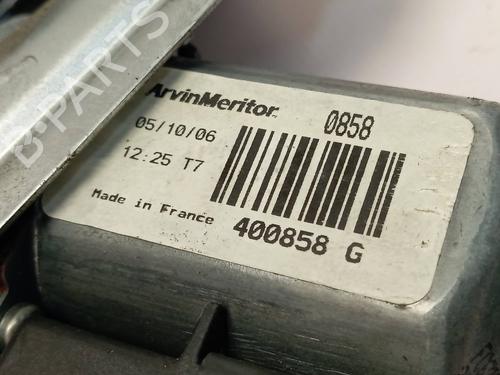 B-PARTS
ArvinMeritor 0858
05/10/06
12:25 T7
Made in France
400858 G